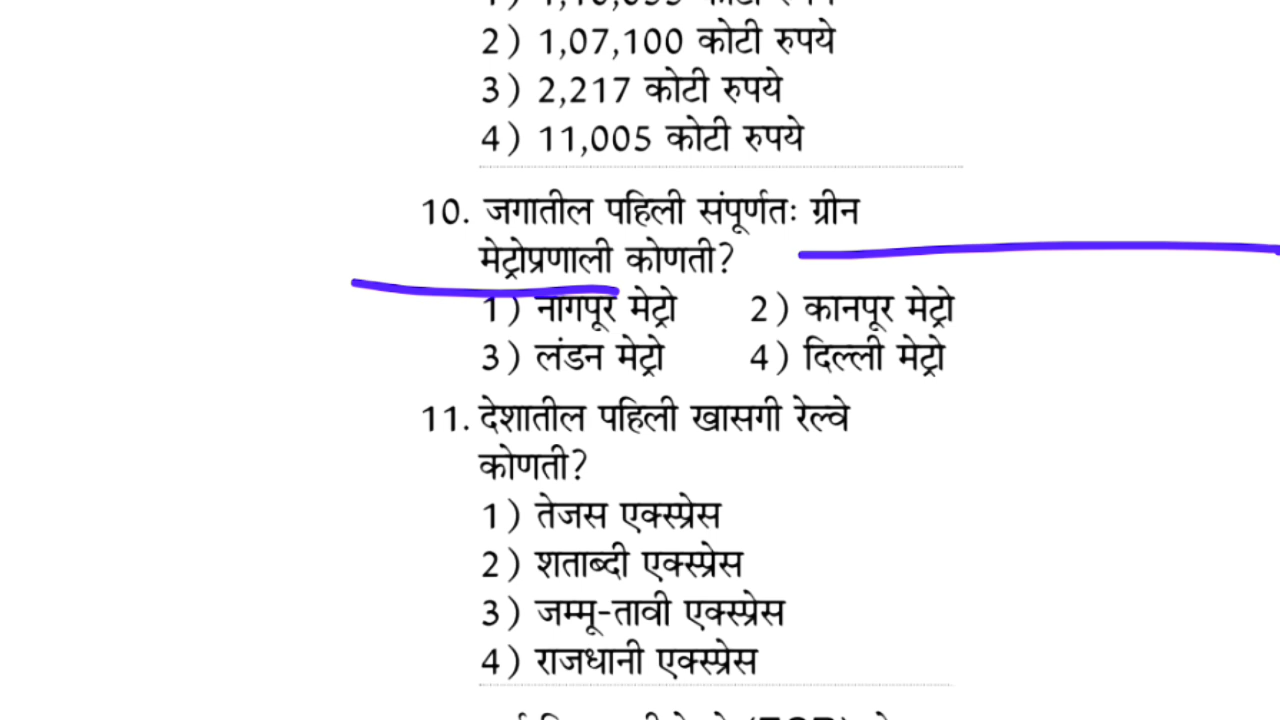 2) 1,07,100 कोटी रुपये
3) 2,217 कोटी रुपये
4) 11,005 कोटी रुपये
10. जगातील पहिली संपूर्णतः ग्रीन
मेट्रोप्रणाली कोणती?
1) नागपूर मेट्रो 2) कानपूर मेट्रो
3) लंडन मेट्रो 4) दिल्ली मेट्रो
11. देशातील पहिली खासगी रेल्वे
कोणती?
1) तेजस एक्स्प्रेस
2) शताब्दी एक्स्प्रेस
3) जम्मू-तावी एक्स्प्रेस
4) राजधानी एक्स्प्रेस